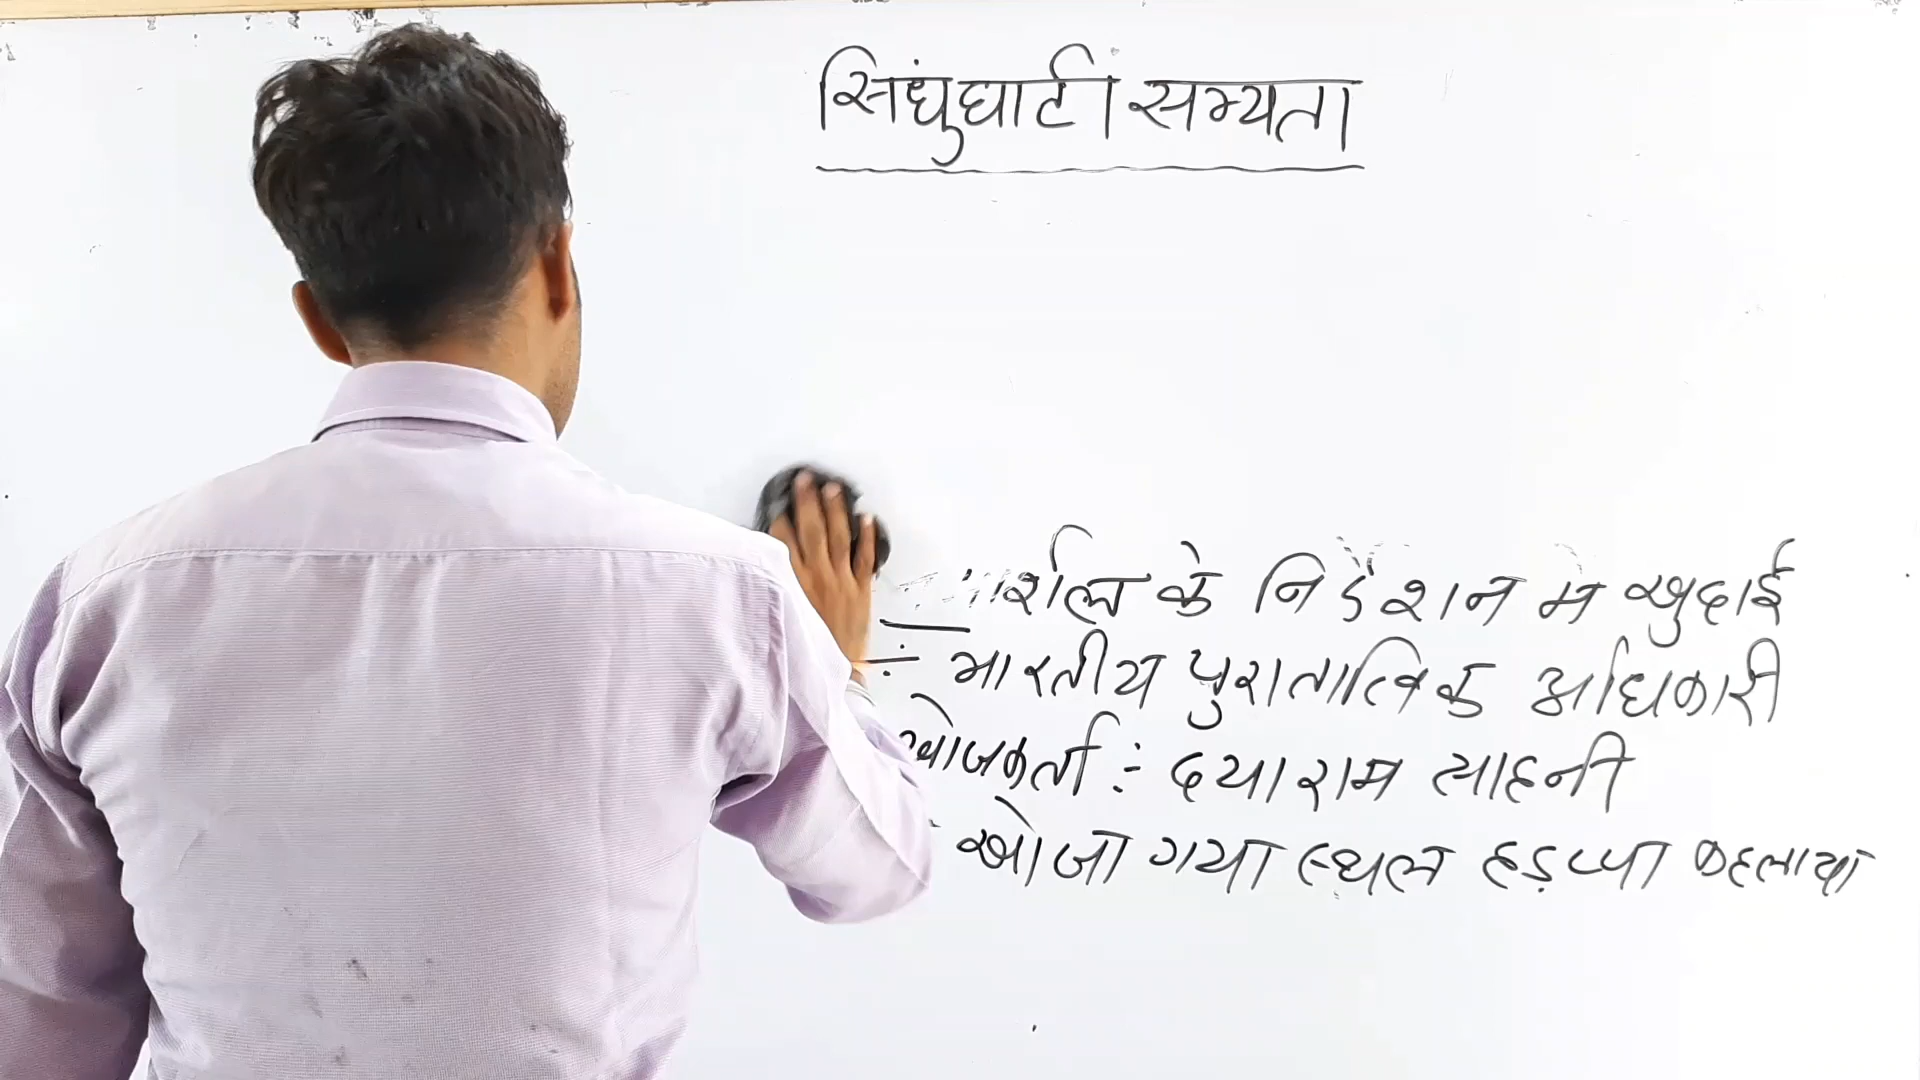 सिंधुघाटी सभ्यता
र्शल के निर्देशन में खुदाई
÷ भारतीय पुरातात्विक अधिकारी
खोजकर्ता ÷ दयाराम साहनी
खोजा गया स्थल हड़प्पा कहलाया